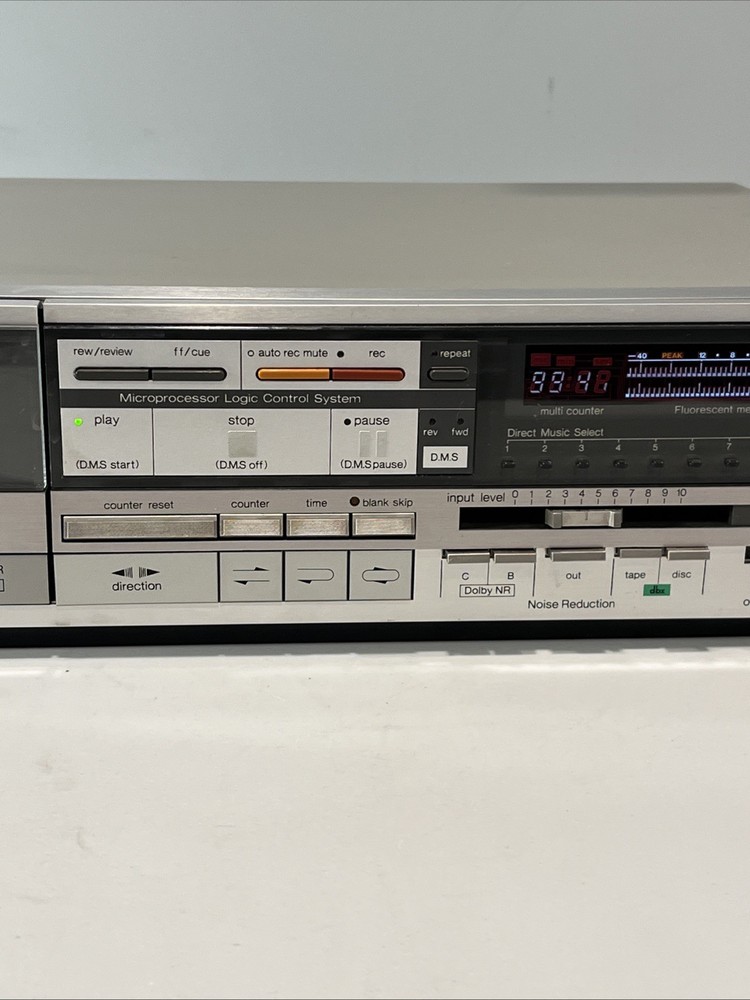 rew/review ff/cue auto rec mute rec repeat
Microprocessor Logic Control System
play stop pause
rev fwd
(D.M.S start) (D.M.S off) (D.M.S pause) D.M.S
−40 PEAK 12 • 8
multi counter Fluorescent me
Direct Music Select
1 2 3 4 5 6 7
counter reset counter time blank skip
input level 0 1 2 3 4 5 6 7 8 9 10
R direction
C B out tape disc
Dolby NR dbx
Noise Reduction